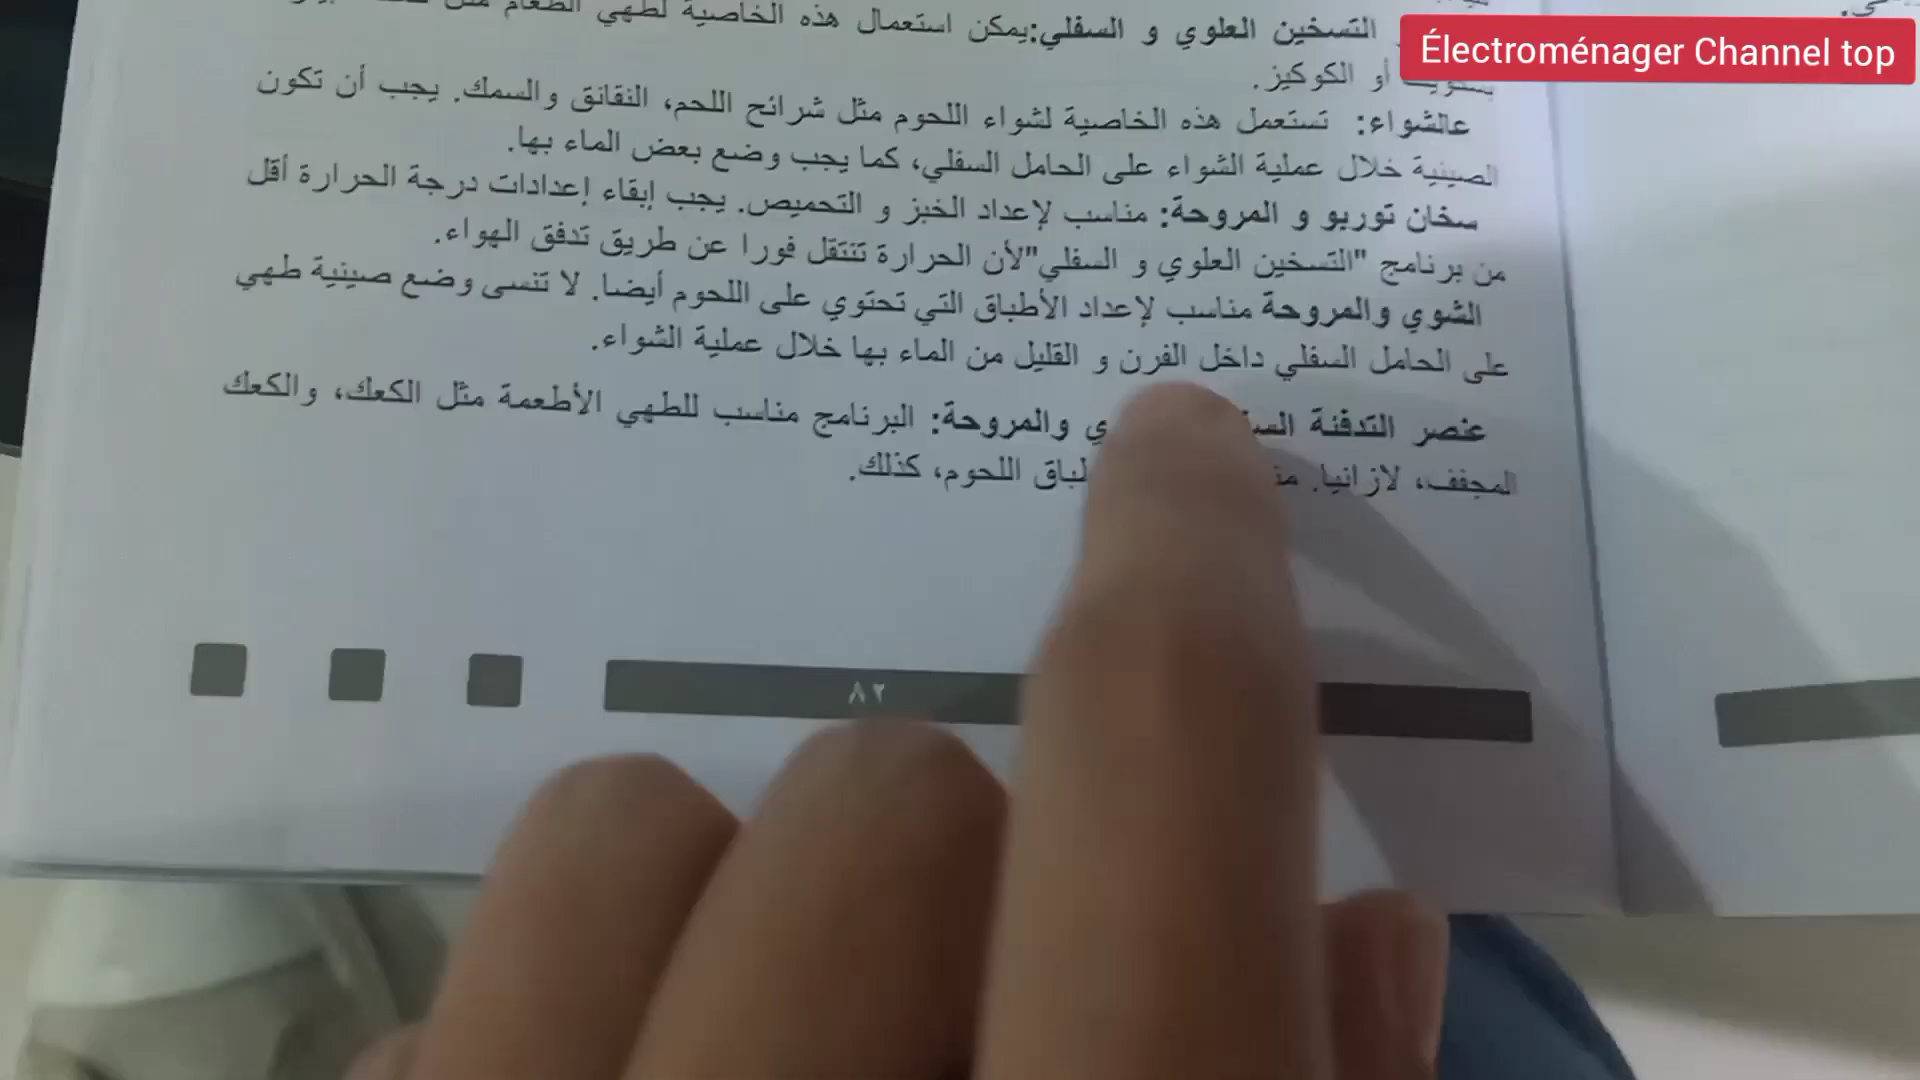 التسخين العلوي و السفلي:يمكن استعمال هذه الخاصية لطهي الطعام مثل
Électroménager Channel top
أو الكوكيز.
عالشواء: تستعمل هذه الخاصية لشواء اللحوم مثل شرائح اللحم، النقانق والسمك. يجب أن تكون
الصينية خلال عملية الشواء على الحامل السفلي، كما يجب وضع بعض الماء بها.
سخان توربو و المروحة: مناسب لإعداد الخبز و التحميص. يجب إبقاء إعدادات درجة الحرارة أقل
من برنامج "التسخين العلوي و السفلي"لأن الحرارة تنتقل فورا عن طريق تدفق الهواء.
الشوي والمروحة مناسب لإعداد الأطباق التي تحتوي على اللحوم أيضا. لا تنسى وضع صينية طهي
على الحامل السفلي داخل الفرن و القليل من الماء بها خلال عملية الشواء.
عنصر التدفئة والمروحة: البرنامج مناسب للطهي الأطعمة مثل الكعك، والكعك
المجفف، لازانيا. اللحوم، كذلك.
٨٢